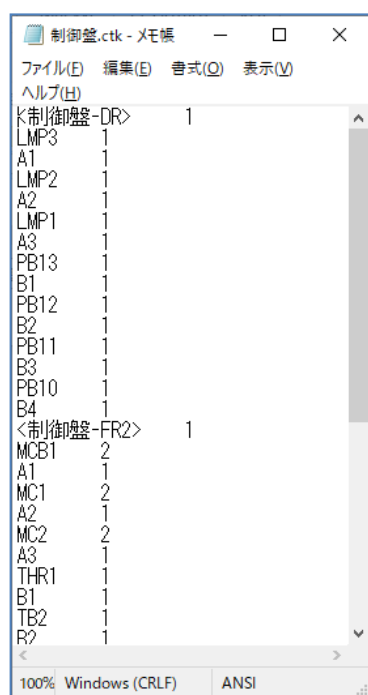 制御盤.ctk - メモ帳
ファイル(F) 編集(E) 書式(O) 表示(V)
ヘルプ(H)
<制御盤-DR> 1
LMP3 1
A1 1
LMP2 1
A2 1
LMP1 1
A3 1
PB13 1
B1 1
PB12 1
B2 1
PB11 1
B3 1
PB10 1
B4 1
<制御盤-FR2> 1
MCB1 2
A1 1
MC1 2
A2 1
MC2 2
A3 1
THR1 1
B1 1
TB2 1
B2 1
100% Windows (CRLF) ANSI